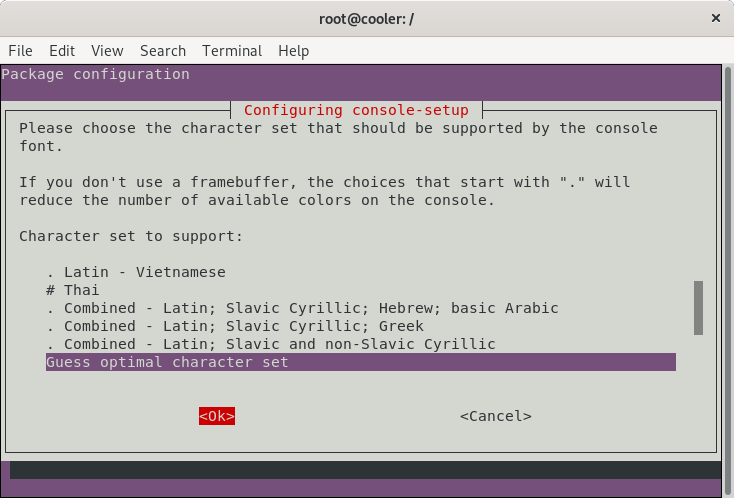 root@cooler: /
×
File Edit View Search Terminal Help
Package configuration
Configuring console-setup
Please choose the character set that should be supported by the console
font.
If you don't use a framebuffer, the choices that start with "." will
reduce the number of available colors on the console.
Character set to support:
. Latin - Vietnamese
# Thai
. Combined - Latin; Slavic Cyrillic; Hebrew; basic Arabic
. Combined - Latin; Slavic Cyrillic; Greek
. Combined - Latin; Slavic and non-Slavic Cyrillic
Guess optimal character set
<Ok> <Cancel>